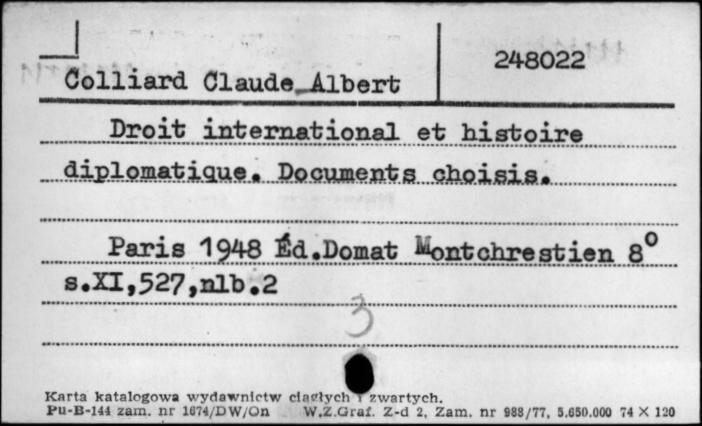 248022
Colliard Claude Albert
Droit international et histoire
diplomatique. Documents choisis.
Paris 1948 Éd.Domat Montchrestien 8°
s.XI,527,nlb.2
3
Karta katalogowa wydawnictw ciągłych i zwartych.
Pu-B-144 zam. nr 1674/DW/On W.Z.Graf. Z-d 2, Zam. nr 988/77, 5.650.000 74 X 120